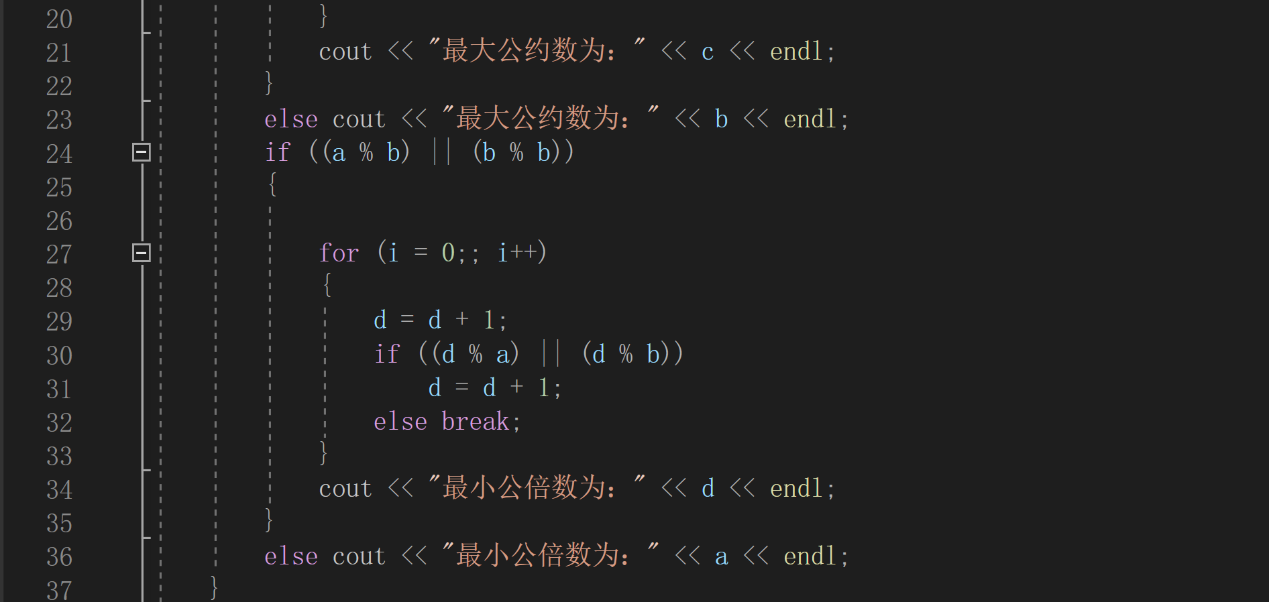 20 }
21 cout << "最大公约数为：" << c << endl;
22 }
23 else cout << "最大公约数为：" << b << endl;
24 if ((a % b) || (b % b))
25 {
26
27 for (i = 0;; i++)
28 {
29 d = d + 1;
30 if ((d % a) || (d % b))
31 d = d + 1;
32 else break;
33 }
34 cout << "最小公倍数为：" << d << endl;
35 }
36 else cout << "最小公倍数为：" << a << endl;
37 }